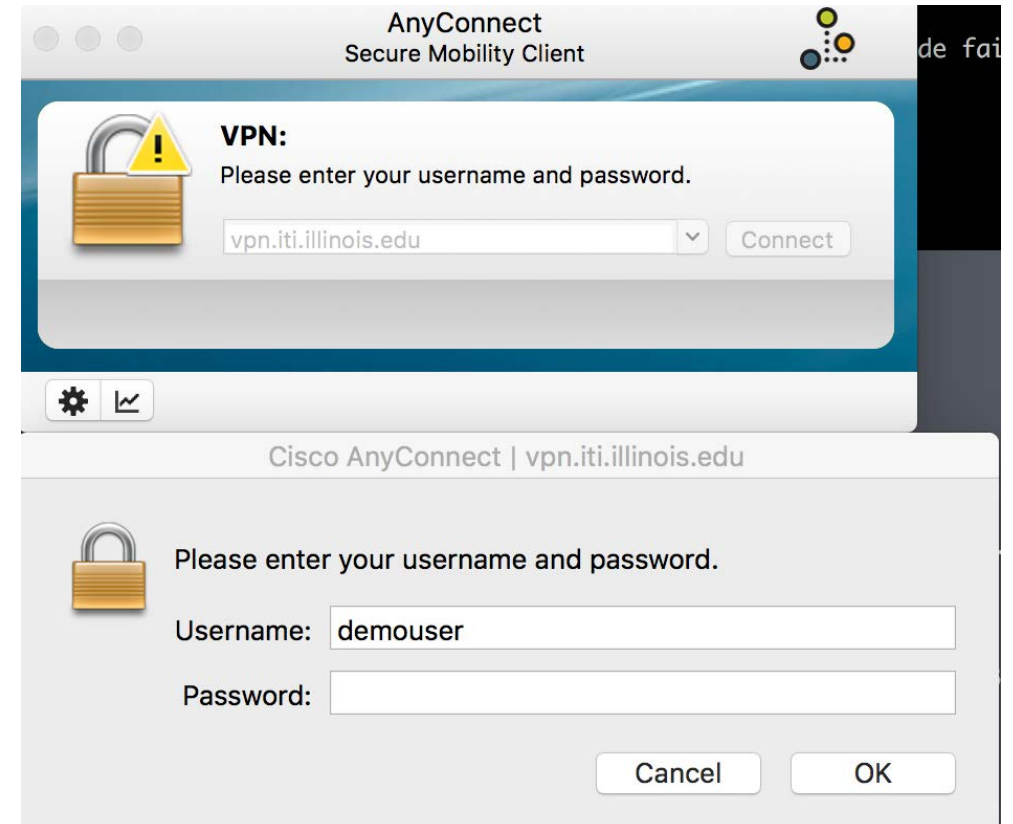 AnyConnect
Secure Mobility Client
de fai
VPN:
Please enter your username and password.
vpn.iti.illinois.edu
Connect
Cisco AnyConnect | vpn.iti.illinois.edu
Please enter your username and password.
Username: demouser
Password:
Cancel OK